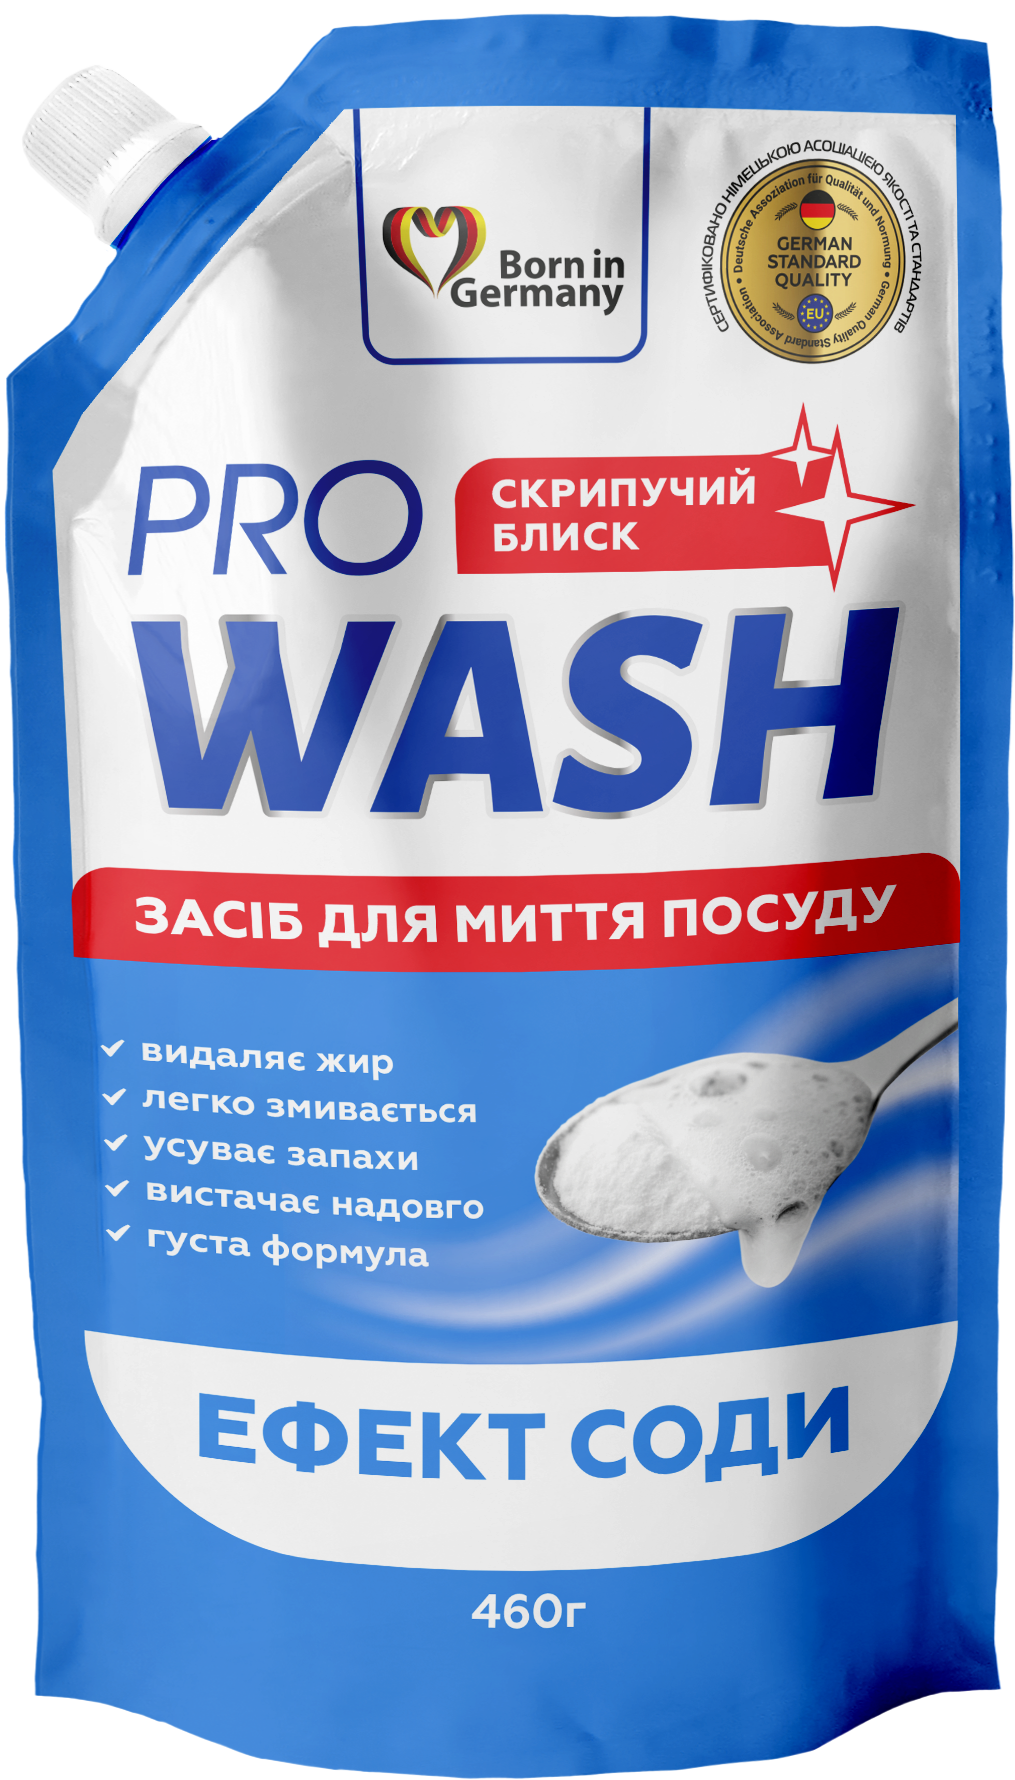 Born in
Germany
СЕРТИФІКОВАНО НІМЕЦЬКОЮ АСОЦІАЦІЄЮ ЯКОСТІ ТА СТАНДАРТІВ
Deutsche Assoziation für Qualität und Normung • German Quality Standard Association •
GERMAN
STANDARD
QUALITY
EU
PRO
СКРИПУЧИЙ
БЛИСК
WASH
ЗАСІБ ДЛЯ МИТТЯ ПОСУДУ
видаляє жир
легко змивається
усуває запахи
вистачає надовго
густа формула
ЕФЕКТ СОДИ
460г